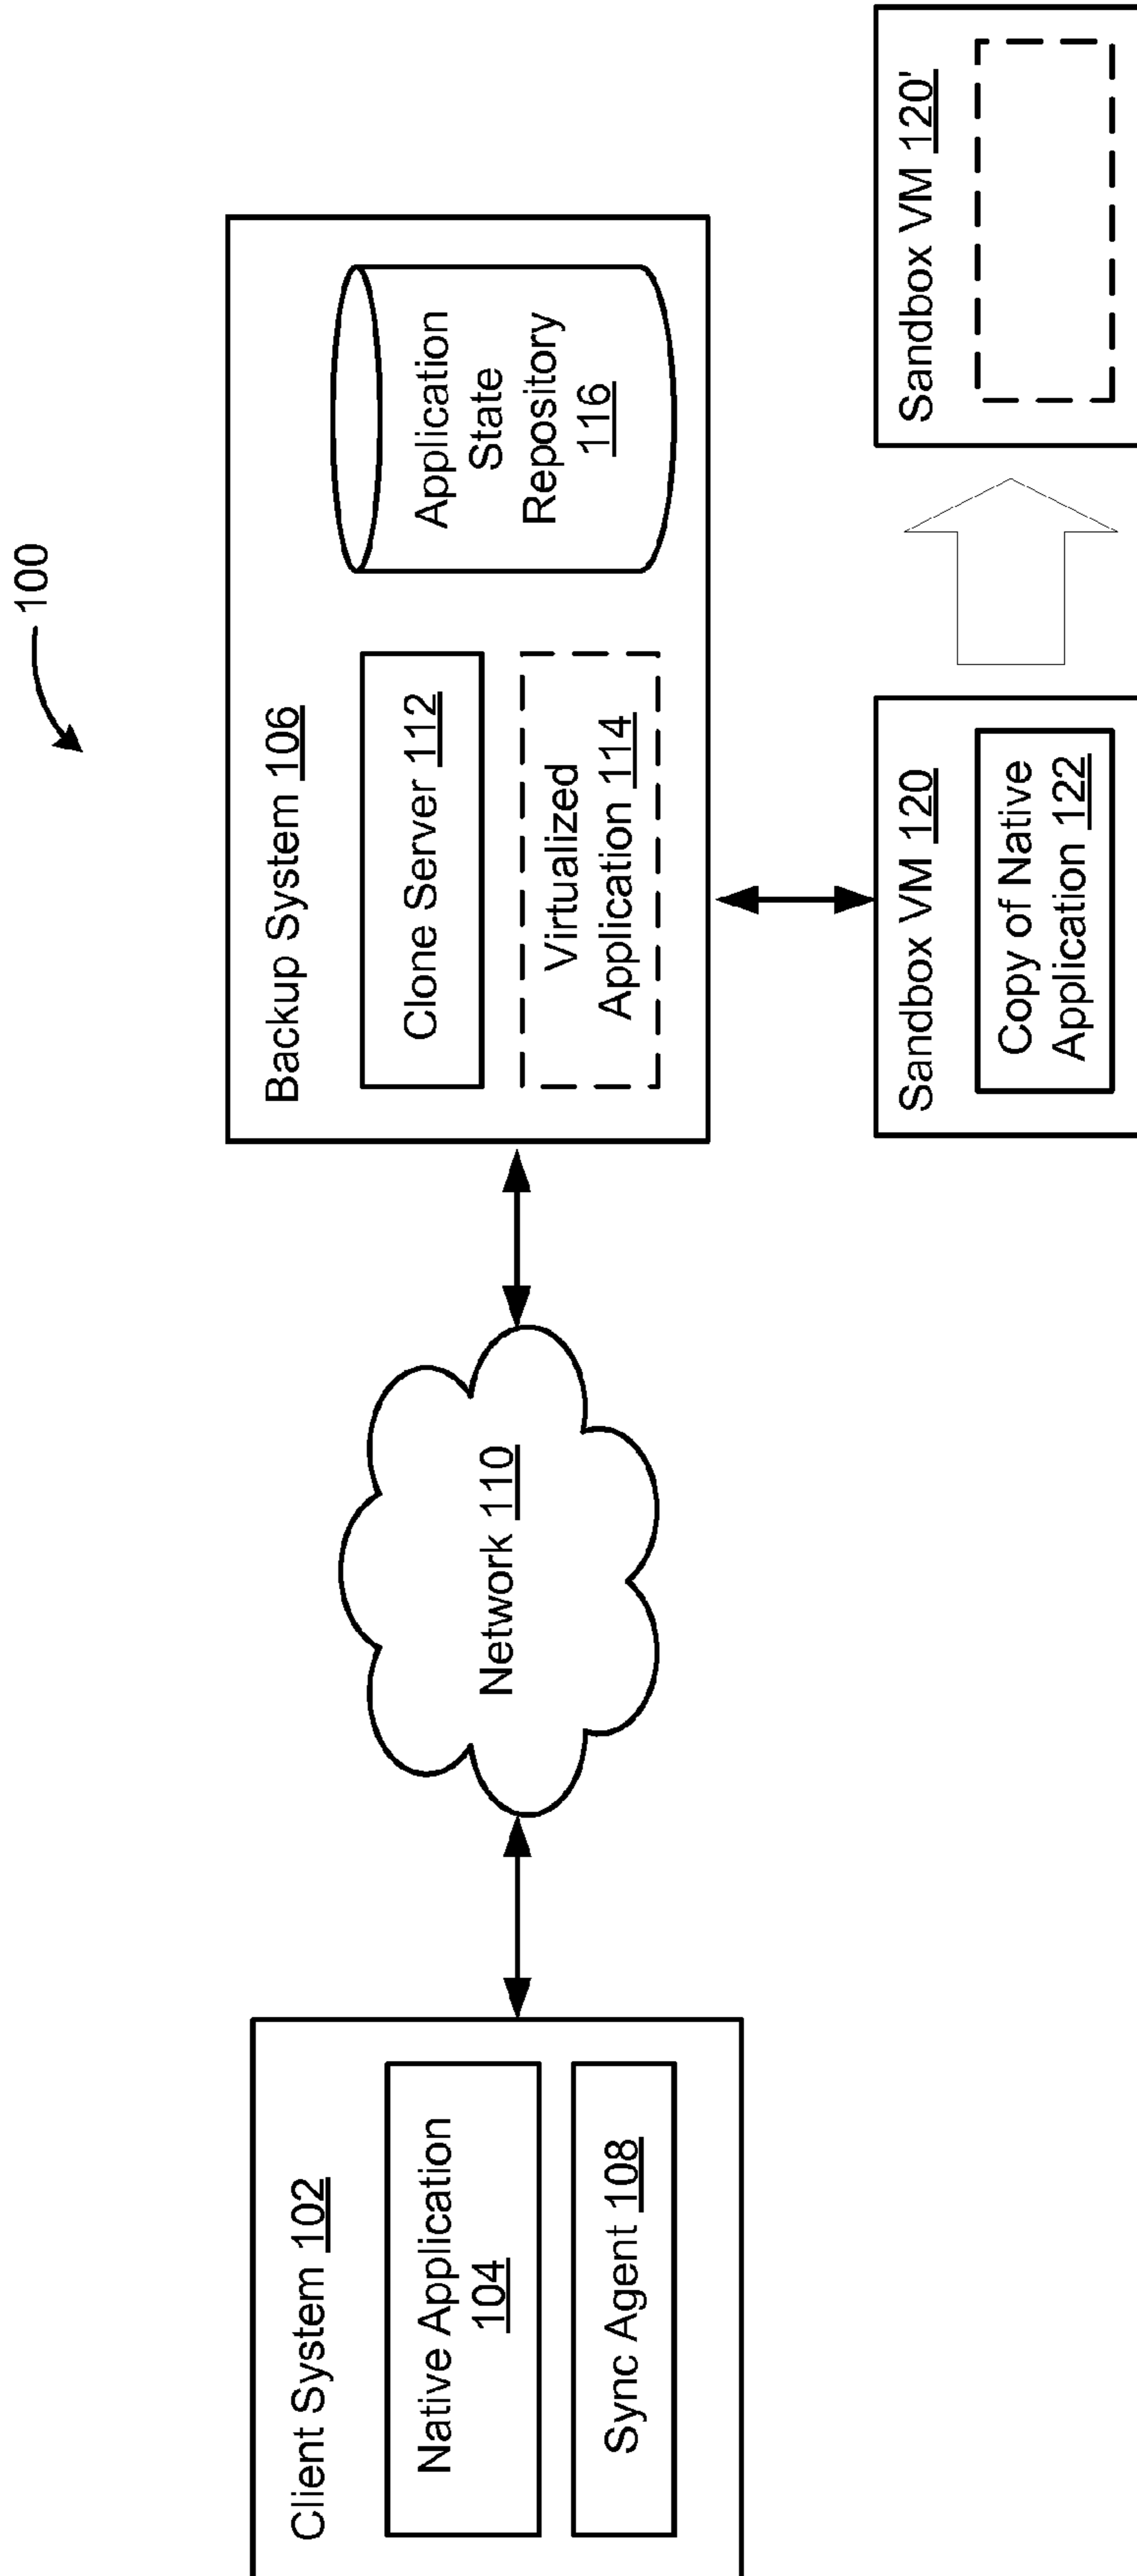 100
Client System 102
Native Application
104
Sync Agent 108
Network 110
Backup System 106
Clone Server 112
Virtualized
Application 114
Application
State
Repository
116
Sandbox VM 120
Copy of Native
Application 122
Sandbox VM 120'